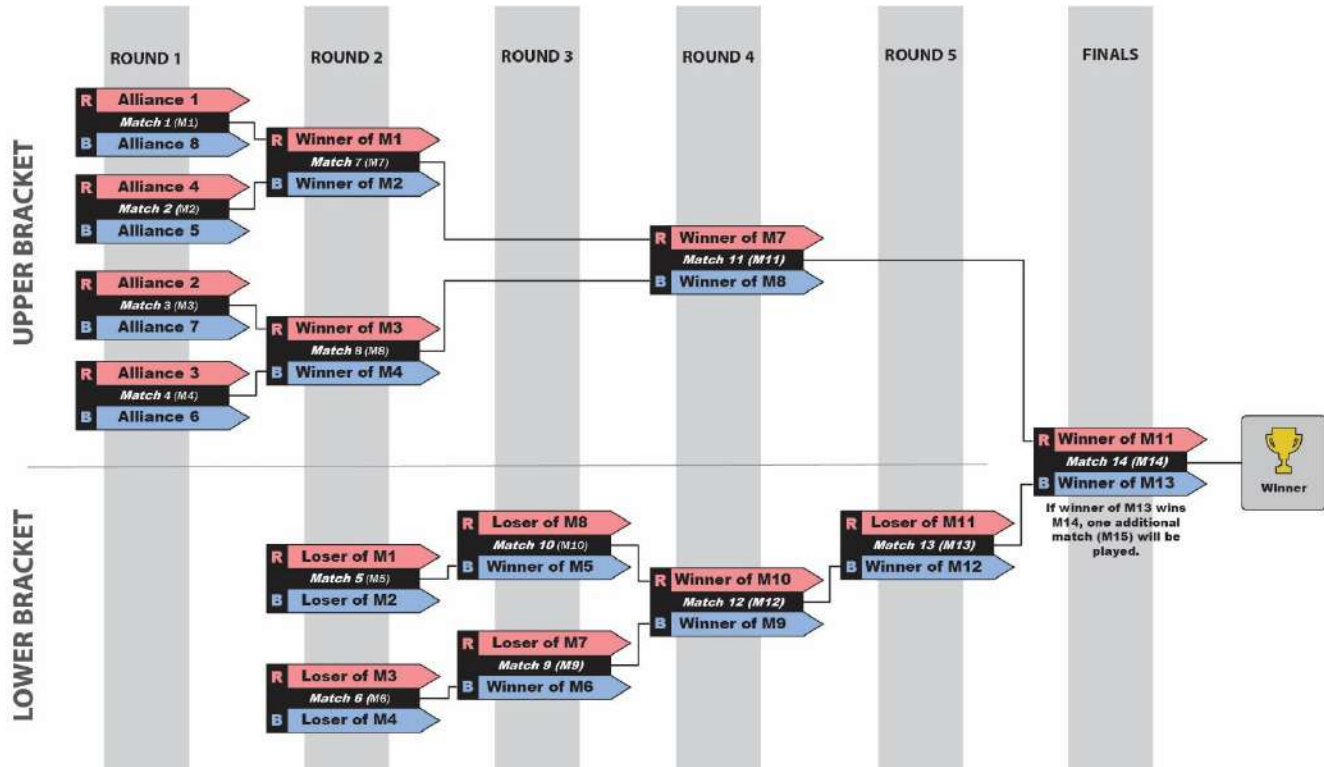 ROUND 1
ROUND 2
ROUND 3
ROUND 4
ROUND 5
FINALS
UPPER BRACKET
R Alliance 1
Match 1 (M1)
B Alliance 8
R Alliance 4
Match 2 (M2)
B Alliance 5
R Alliance 2
Match 3 (M3)
B Alliance 7
R Alliance 3
Match 4 (M4)
B Alliance 6
R Winner of M1
Match 7 (M7)
B Winner of M2
R Winner of M3
Match 8 (M8)
B Winner of M4
R Winner of M7
Match 11 (M11)
B Winner of M8
R Winner of M11
Match 14 (M14)
B Winner of M13
If winner of M13 wins
M14, one additional
match (M15) will be
played.
Winner
LOWER BRACKET
R Loser of M1
Match 5 (M5)
B Loser of M2
R Loser of M3
Match 6 (M6)
B Loser of M4
R Loser of M8
Match 10 (M10)
B Winner of M5
R Loser of M7
Match 9 (M9)
B Winner of M6
R Winner of M10
Match 12 (M12)
B Winner of M9
R Loser of M11
Match 13 (M13)
B Winner of M12